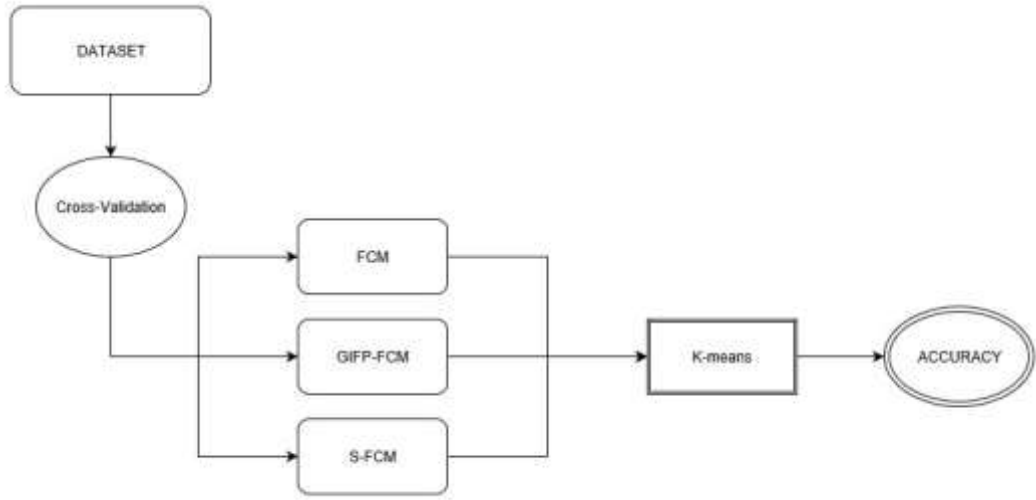 DATASET
Cross-Validation
FCM
GIFP-FCM
S-FCM
K-means
ACCURACY